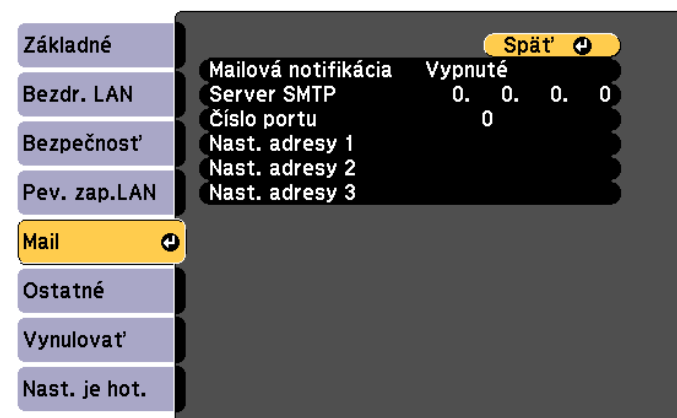 Základné
Bezdr. LAN
Bezpečnosť
Pev. zap.LAN
Mail
Ostatné
Vynulovať
Nast. je hot.
Späť
Mailová notifikácia Vypnuté
Server SMTP 0. 0. 0. 0
Číslo portu 0
Nast. adresy 1
Nast. adresy 2
Nast. adresy 3